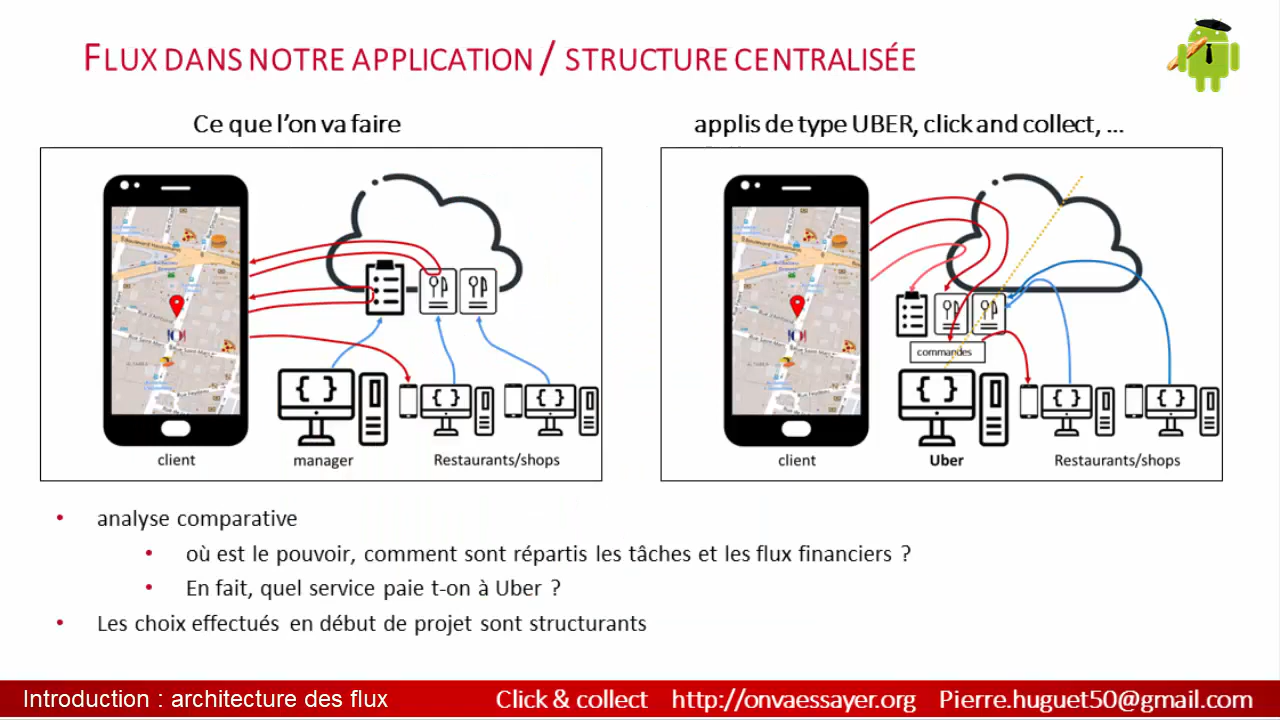 FLUX DANS NOTRE APPLICATION / STRUCTURE CENTRALISÉE
Ce que l'on va faire
applis de type UBER, click and collect, ...
commandes
client
manager
Restaurants/shops
client
Uber
Restaurants/shops
• analyse comparative
• où est le pouvoir, comment sont répartis les tâches et les flux financiers ?
• En fait, quel service paie t-on à Uber ?
• Les choix effectués en début de projet sont structurants
Introduction : architecture des flux
Click & collect http://onvaessayer.org Pierre.huguet50@gmail.com